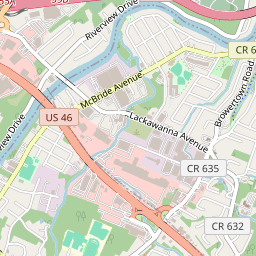 Riverview Drive
CR 6
McBride Avenue
US 46
Lackawanna Avenue
Browertown Road
view Drive
CR 635
CR 632